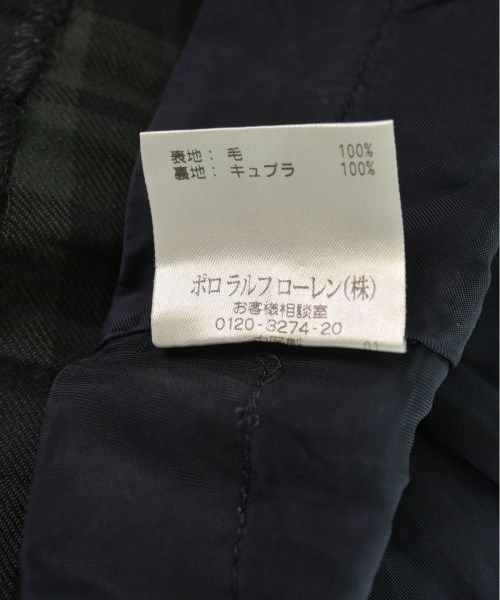 表地: 毛 100%
裏地: キュプラ 100%
ポロ ラルフ ローレン(株)
お客様相談室
0120-3274-20
01